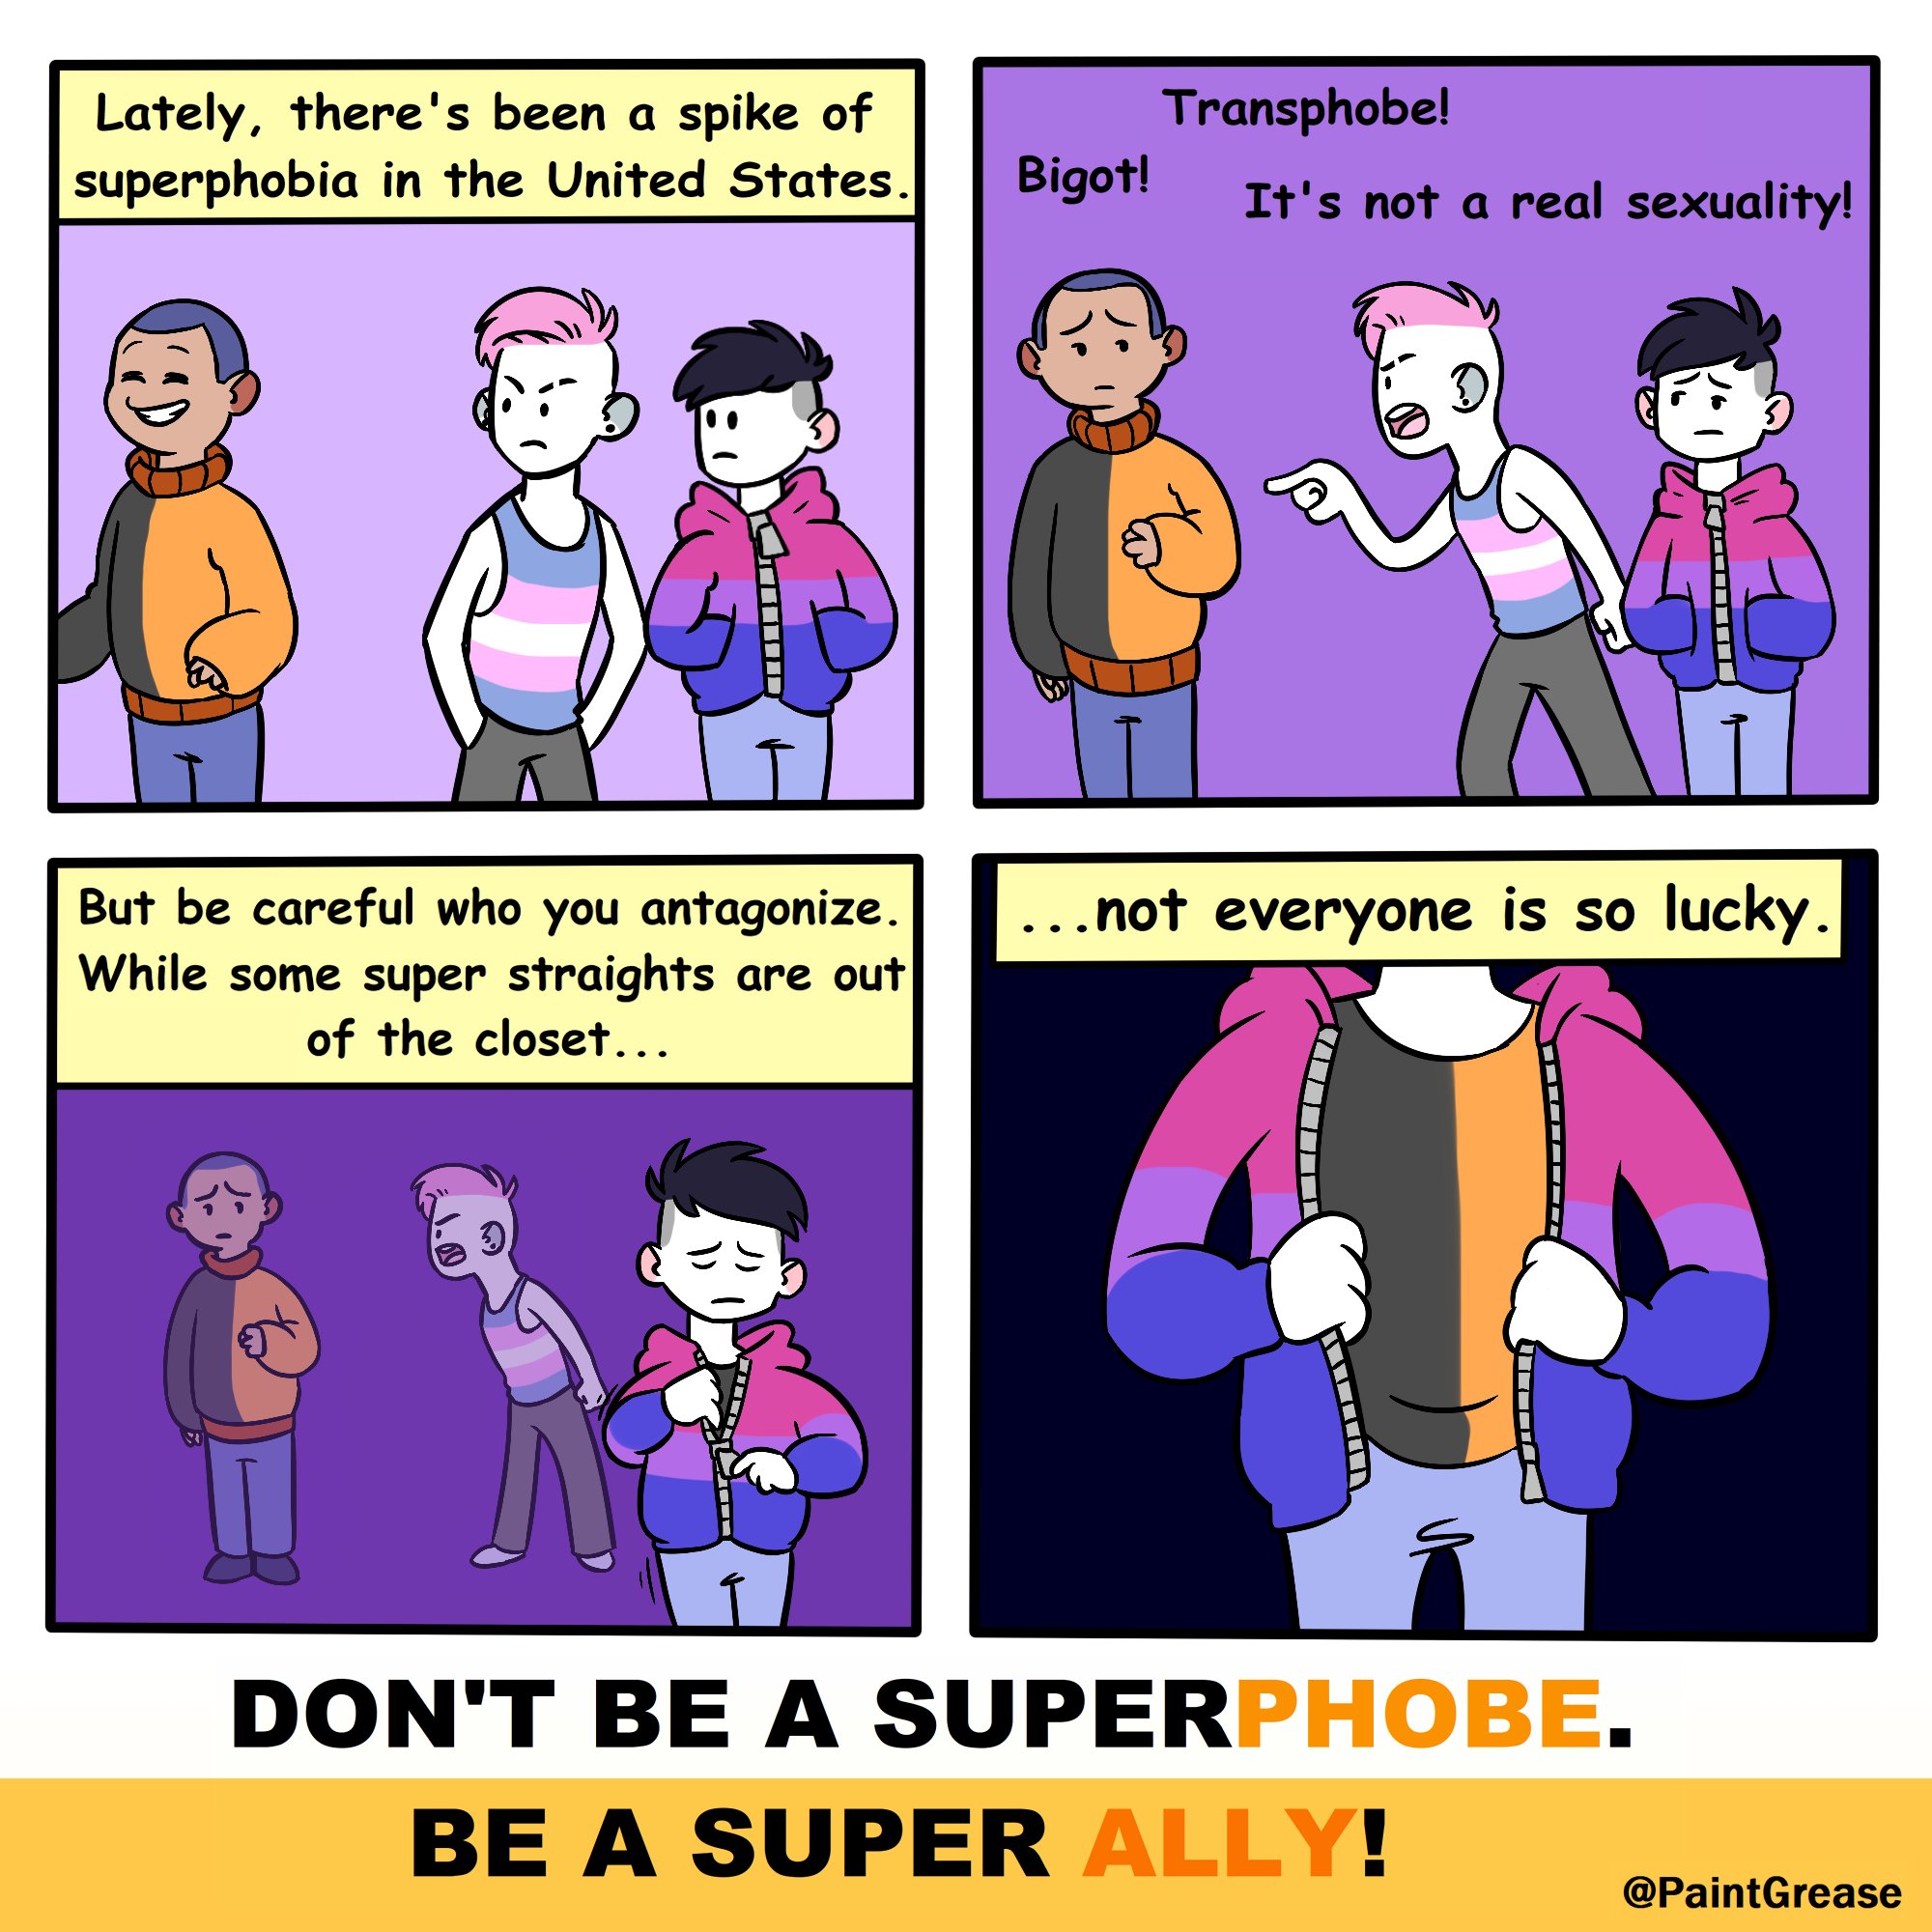 Lately, there's been a spike of
superphobia in the United States.
Transphobe!
Bigot!
It's not a real sexuality!
But be careful who you antagonize.
While some super straights are out
of the closet...
...not everyone is so lucky.
DON'T BE A SUPERPHOBE.
BE A SUPER ALLY!
@PaintGrease